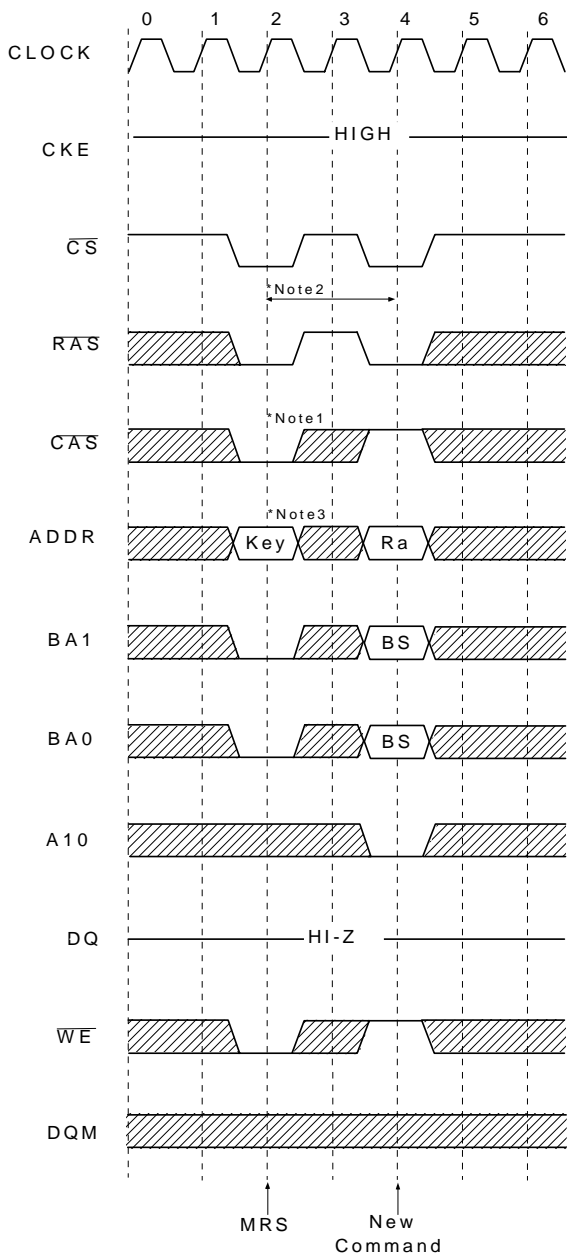 0 1 2 3 4 5 6
CLOCK
CKE HIGH
CS
*Note2
RAS
*Note1
CAS
*Note3
ADDR Key Ra
BA1 BS
BA0 BS
A10
DQ HI-Z
WE
DQM
MRS New
Command